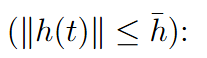 (‖h(t)‖ ≤ h̄):